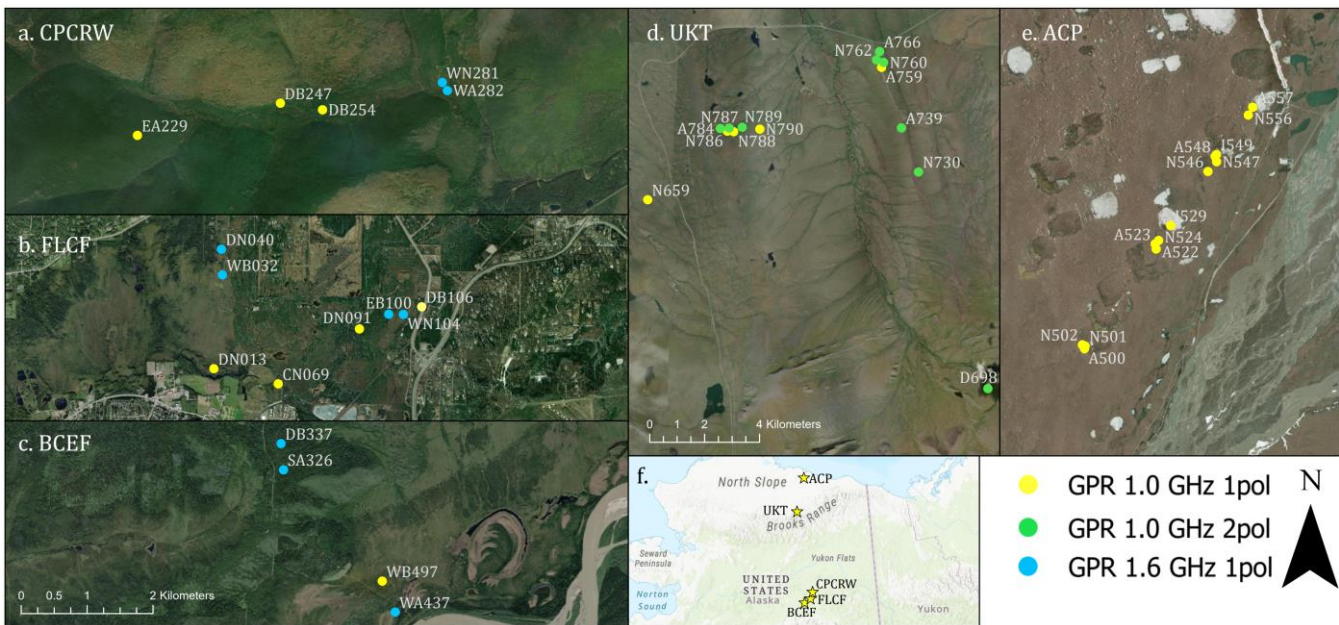 a. CPCRW
WN281
WA282
DB247
DB254
EA229
b. FLCF
DN040
WB032
EB100
DB106
DN091
WN104
DN013
CN069
c. BCEF
DB337
SA326
WB497
WA437
0 0.5 1 2 Kilometers
d. UKT
A766
N762
N760
A759
N787 N789
A784 N790
N786 N788
A739
N730
N659
D698
0 1 2 4 Kilometers
e. ACP
A557
N556
A548 I549
N546 N547
I529
A523 N524
A522
N502 N501
A500
f.
North Slope
ACP
UKT
Brooks Range
Seward
Peninsula
Yukon Flats
Norton
Sound
UNITED
STATES
Alaska
CPCRW
FLCF
BCEF
Yukon
GPR 1.0 GHz 1pol
GPR 1.0 GHz 2pol
GPR 1.6 GHz 1pol
N